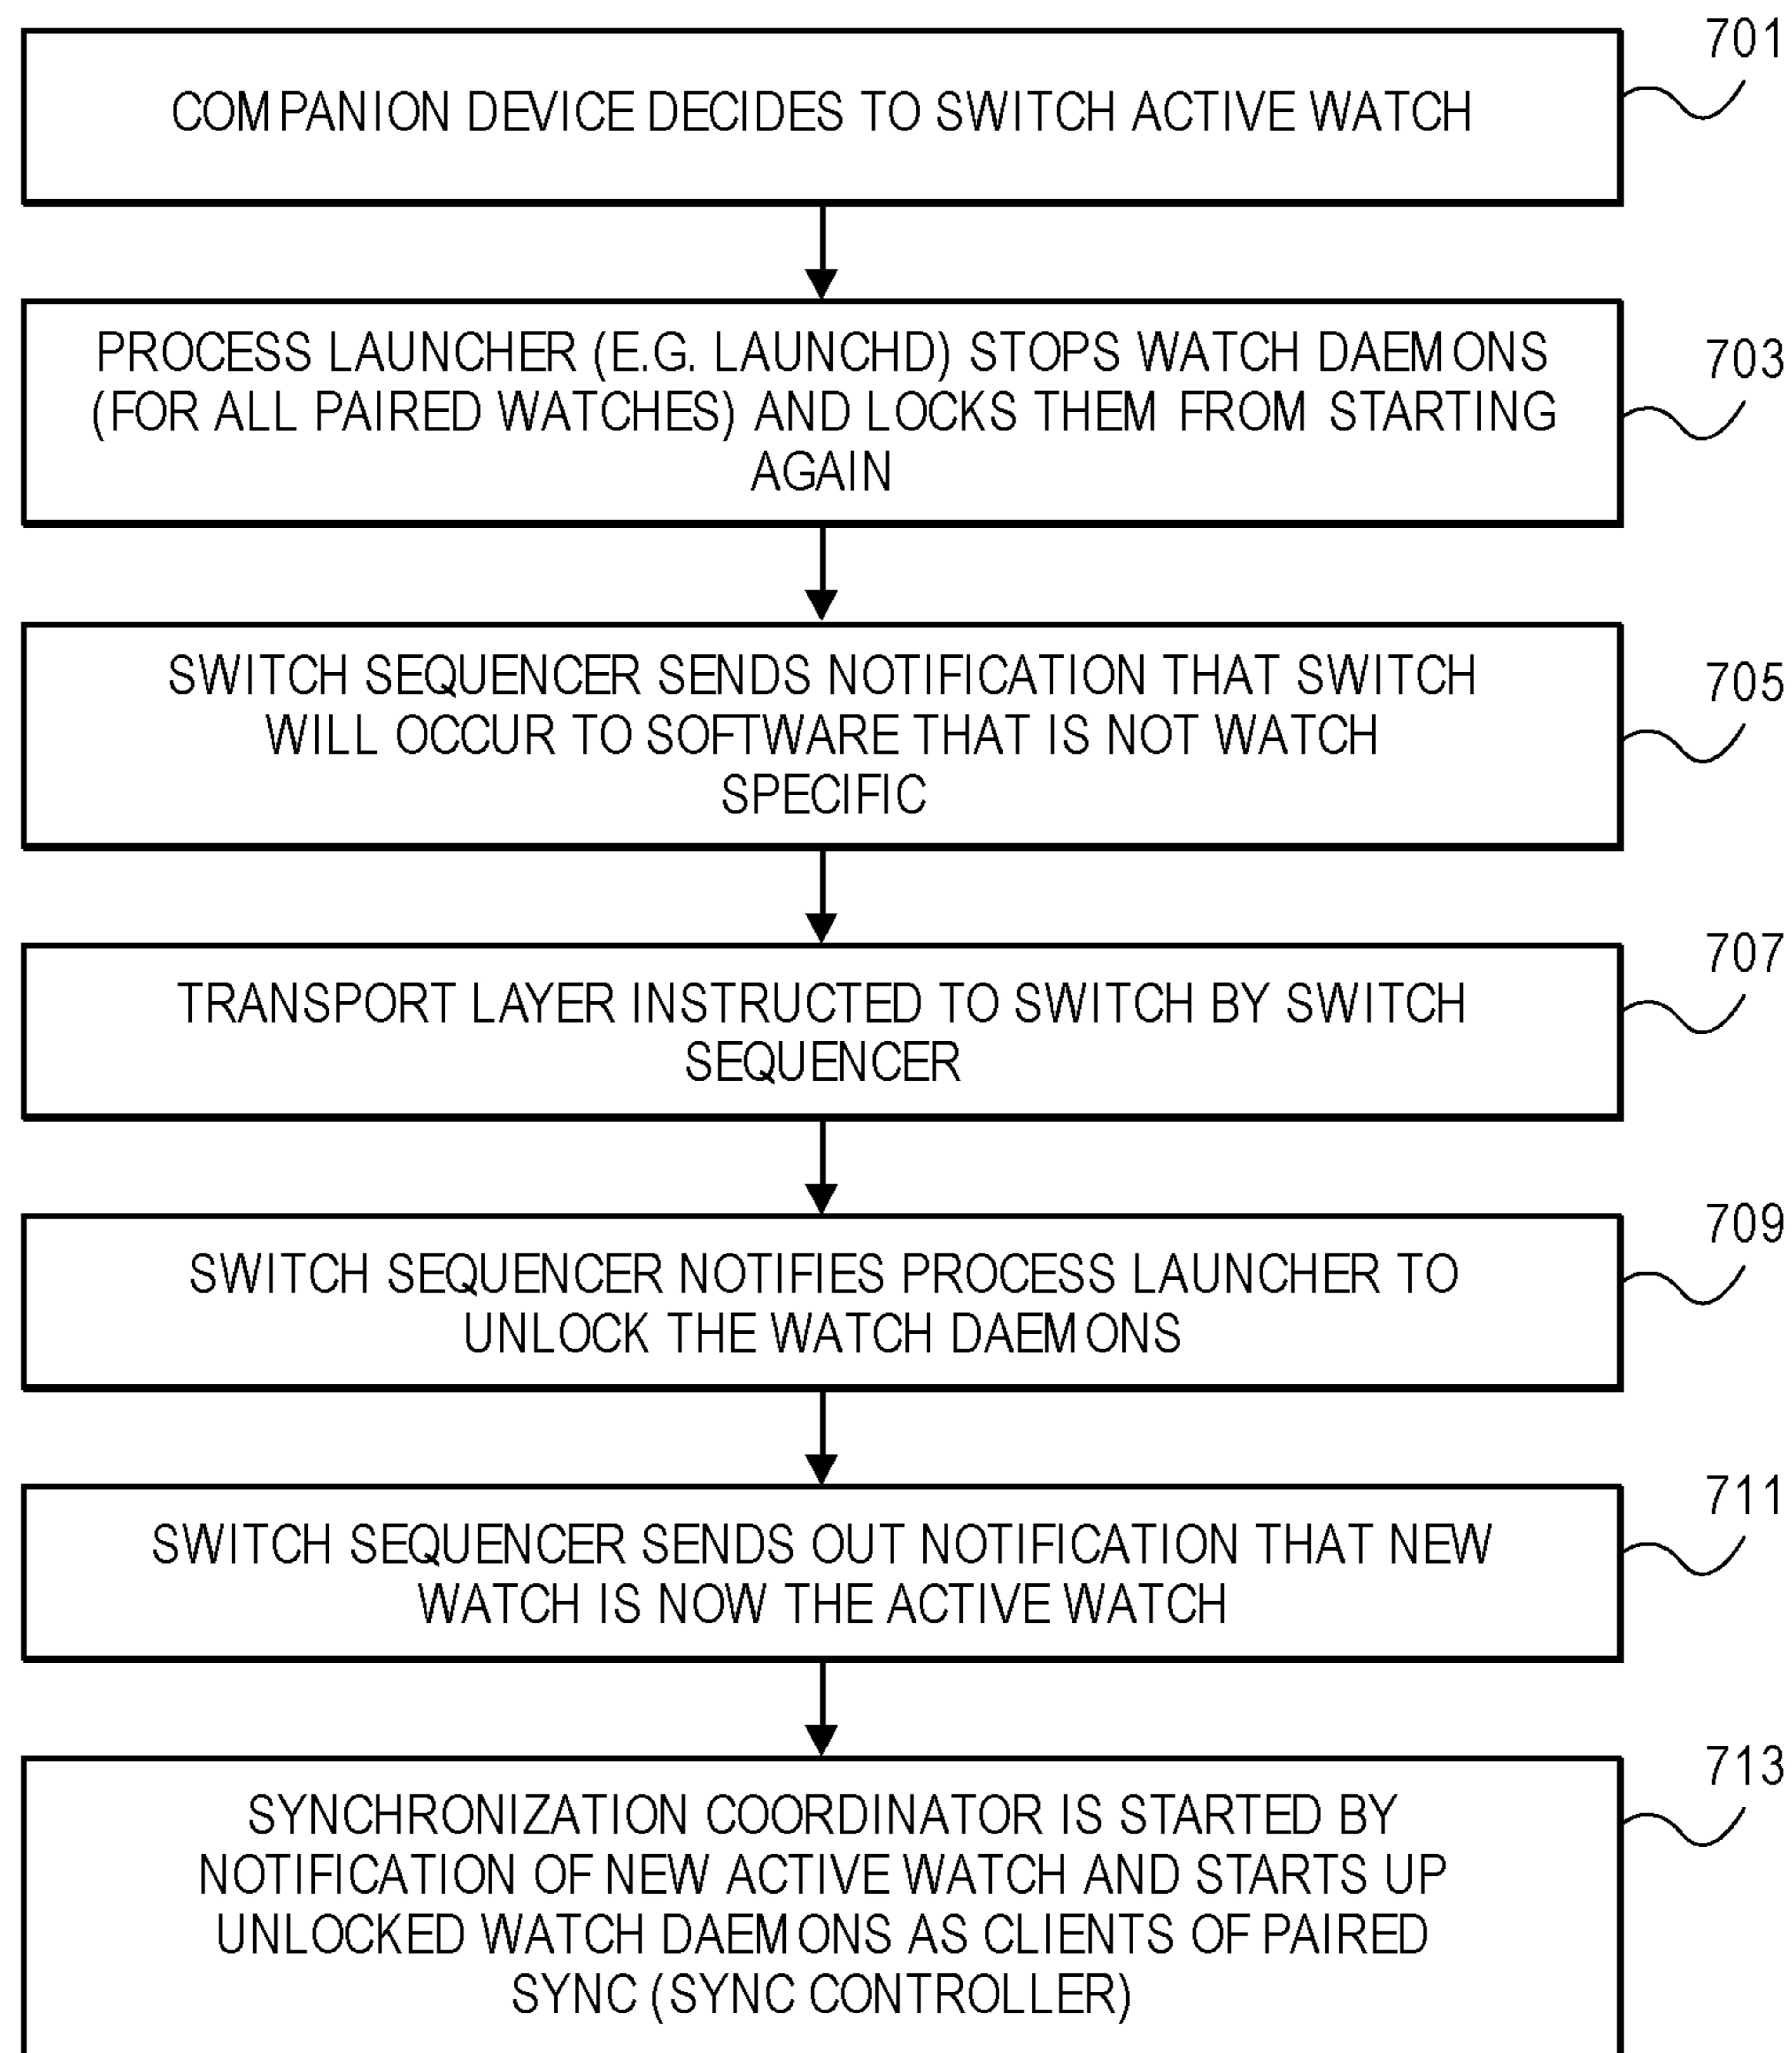 701
COMPANION DEVICE DECIDES TO SWITCH ACTIVE WATCH
703
PROCESS LAUNCHER (E.G. LAUNCHD) STOPS WATCH DAEMONS
(FOR ALL PAIRED WATCHES) AND LOCKS THEM FROM STARTING
AGAIN
705
SWITCH SEQUENCER SENDS NOTIFICATION THAT SWITCH
WILL OCCUR TO SOFTWARE THAT IS NOT WATCH
SPECIFIC
707
TRANSPORT LAYER INSTRUCTED TO SWITCH BY SWITCH
SEQUENCER
709
SWITCH SEQUENCER NOTIFIES PROCESS LAUNCHER TO
UNLOCK THE WATCH DAEMONS
711
SWITCH SEQUENCER SENDS OUT NOTIFICATION THAT NEW
WATCH IS NOW THE ACTIVE WATCH
713
SYNCHRONIZATION COORDINATOR IS STARTED BY
NOTIFICATION OF NEW ACTIVE WATCH AND STARTS UP
UNLOCKED WATCH DAEMONS AS CLIENTS OF PAIRED
SYNC (SYNC CONTROLLER)